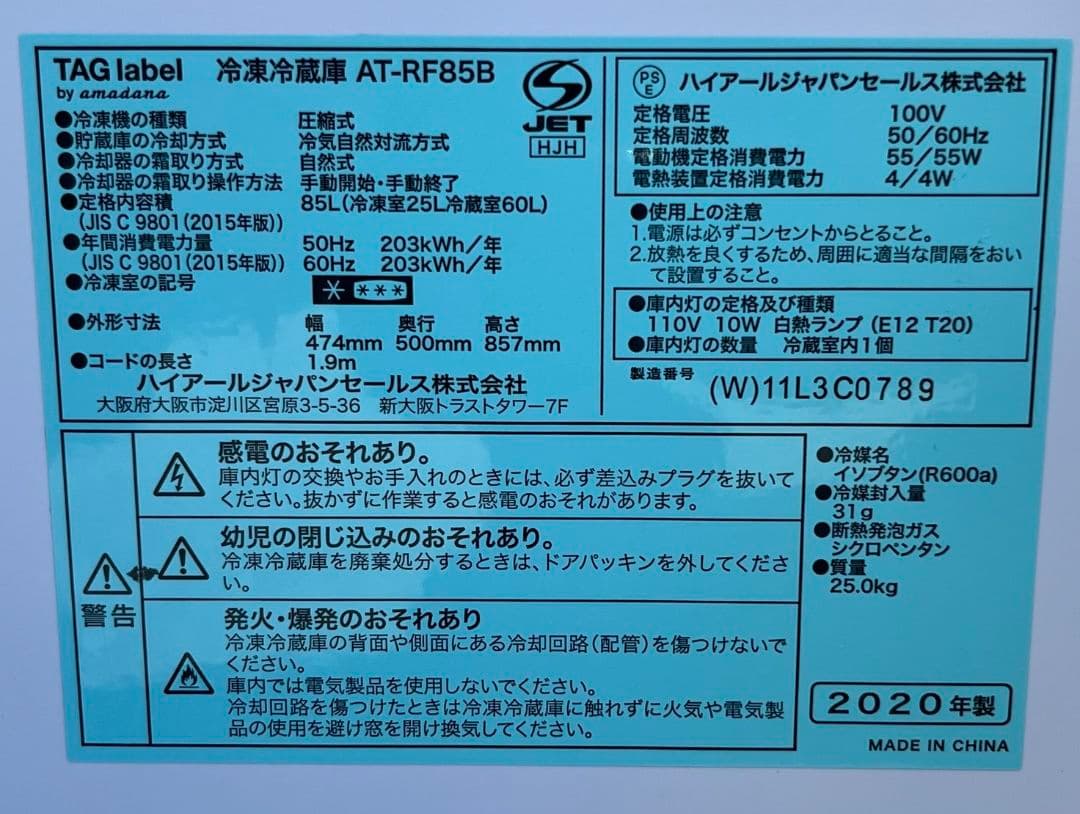 TAG label 冷凍冷蔵庫 AT-RF85B
by amadana
●冷凍機の種類 圧縮式
●貯蔵庫の冷却方式 冷気自然対流方式
●冷却器の霜取り方式 自然式
●冷却器の霜取り操作方法 手動開始・手動終了
●定格内容積 85L(冷凍室25L冷蔵室60L)
(JIS C 9801(2015年版))
●年間消費電力量 50Hz 203kWh/年
(JIS C 9801(2015年版)) 60Hz 203kWh/年
●冷凍室の記号 * ***
●外形寸法 幅 奥行 高さ
474mm 500mm 857mm
●コードの長さ 1.9m
ハイアールジャパンセールス株式会社
大阪府大阪市淀川区宮原3-5-36 新大阪トラストタワー7F
S
JET
HJH
PSE ハイアールジャパンセールス株式会社
定格電圧 100V
定格周波数 50/60Hz
電動機定格消費電力 55/55W
電熱装置定格消費電力 4/4W
●使用上の注意
1.電源は必ずコンセントからとること。
2.放熱を良くするため、周囲に適当な間隔をおい
て設置すること。
●庫内灯の定格及び種類
110V 10W 白熱ランプ (E12 T20)
●庫内灯の数量 冷蔵室内1個
製造番号 (W)11L3C0789
警告
感電のおそれあり。
庫内灯の交換やお手入れのときには、必ず差込みプラグを抜いて
ください。抜かずに作業すると感電のおそれがあります。
幼児の閉じ込みのおそれあり。
冷凍冷蔵庫を廃棄処分するときは、ドアパッキンを外してくださ
い。
発火・爆発のおそれあり
冷凍冷蔵庫の背面や側面にある冷却回路(配管)を傷つけないで
ください。
庫内では電気製品を使用しないでください。
冷却回路を傷つけたときは冷凍冷蔵庫に触れずに火気や電気製
品の使用を避け窓を開け換気してください。
●冷媒名
イソブタン(R600a)
●冷媒封入量
31g
●断熱発泡ガス
シクロペンタン
●質量
25.0kg
2020年製
MADE IN CHINA